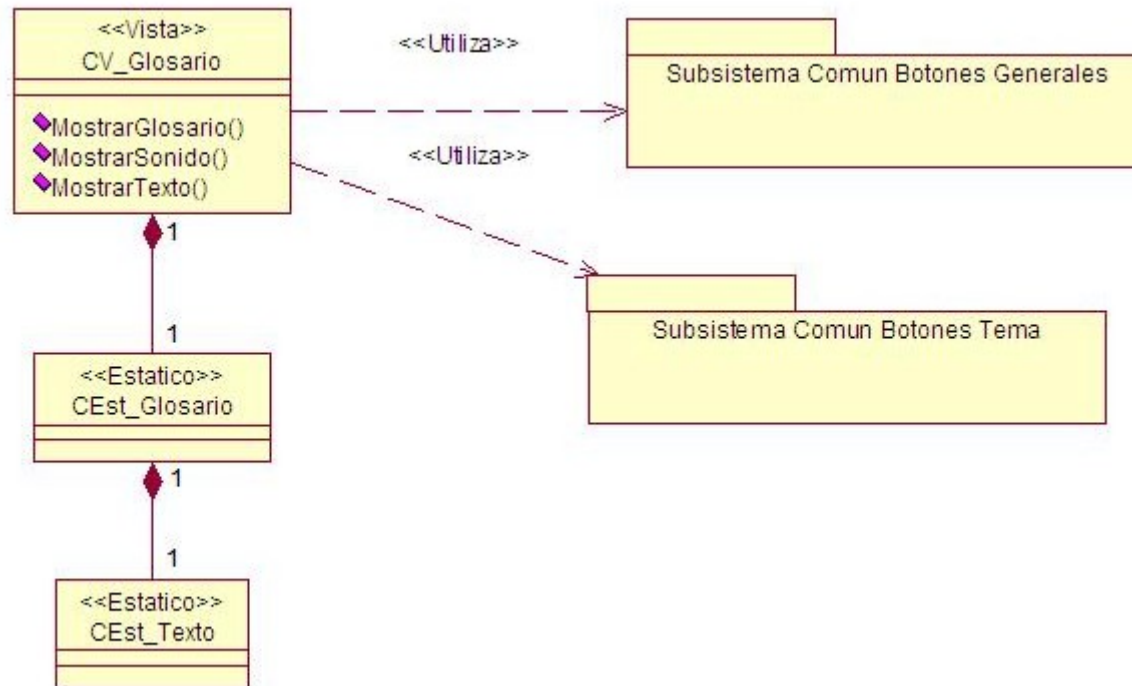 <<Vista>>
CV_Glosario
MostrarGlosario()
MostrarSonido()
MostrarTexto()
<<Utiliza>>
Subsistema Comun Botones Generales
<<Utiliza>>
Subsistema Comun Botones Tema
1
1
<<Estatico>>
CEst_Glosario
1
1
<<Estatico>>
CEst_Texto